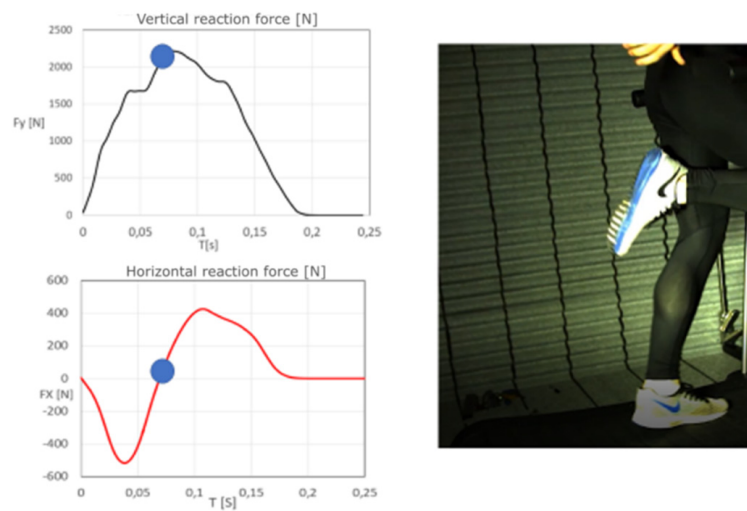 Vertical reaction force [N]
2500
2000
1500
Fy [N]
1000
500
0
0 0,05 0,1 0,15 0,2 0,25
T[s]
Horizontal reaction force [N]
600
400
200
0
FX [N]
-200
-400
-600
0 0,05 0,1 0,15 0,2 0,25
T [S]